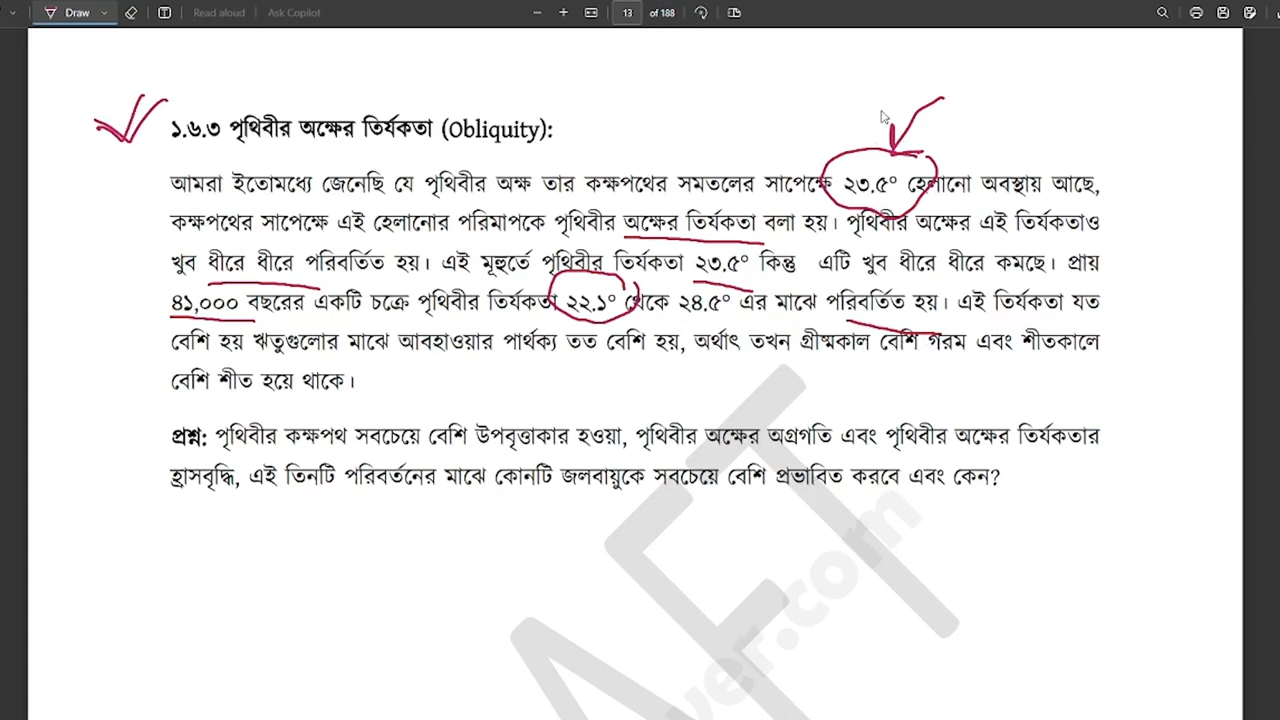 Draw
Read aloud
Ask Copilot
13 of 188
১.৬.৩ পৃথিবীর অক্ষের তির্যকতা (Obliquity):
আমরা ইতোমধ্যে জেনেছি যে পৃথিবীর অক্ষ তার কক্ষপথের সমতলের সাপেক্ষে ২৩.৫° হেলানো অবস্থায় আছে,
কক্ষপথের সাপেক্ষে এই হেলানোর পরিমাপকে পৃথিবীর অক্ষের তির্যকতা বলা হয়। পৃথিবীর অক্ষের এই তির্যকতাও
খুব ধীরে ধীরে পরিবর্তিত হয়। এই মূহুর্তে পৃথিবীর তির্যকতা ২৩.৫° কিন্তু এটি খুব ধীরে ধীরে কমছে। প্রায়
৪১,০০০ বছরের একটি চক্রে পৃথিবীর তির্যকতা ২২.১° থেকে ২৪.৫° এর মাঝে পরিবর্তিত হয়। এই তির্যকতা যত
বেশি হয় ঋতুগুলোর মাঝে আবহাওয়ার পার্থক্য তত বেশি হয়, অর্থাৎ তখন গ্রীষ্মকাল বেশি গরম এবং শীতকালে
বেশি শীত হয়ে থাকে।
প্রশ্ন: পৃথিবীর কক্ষপথ সবচেয়ে বেশি উপবৃত্তাকার হওয়া, পৃথিবীর অক্ষের অগ্রগতি এবং পৃথিবীর অক্ষের তির্যকতার
হ্রাসবৃদ্ধি, এই তিনটি পরিবর্তনের মাঝে কোনটি জলবায়ুকে সবচেয়ে বেশি প্রভাবিত করবে এবং কেন?